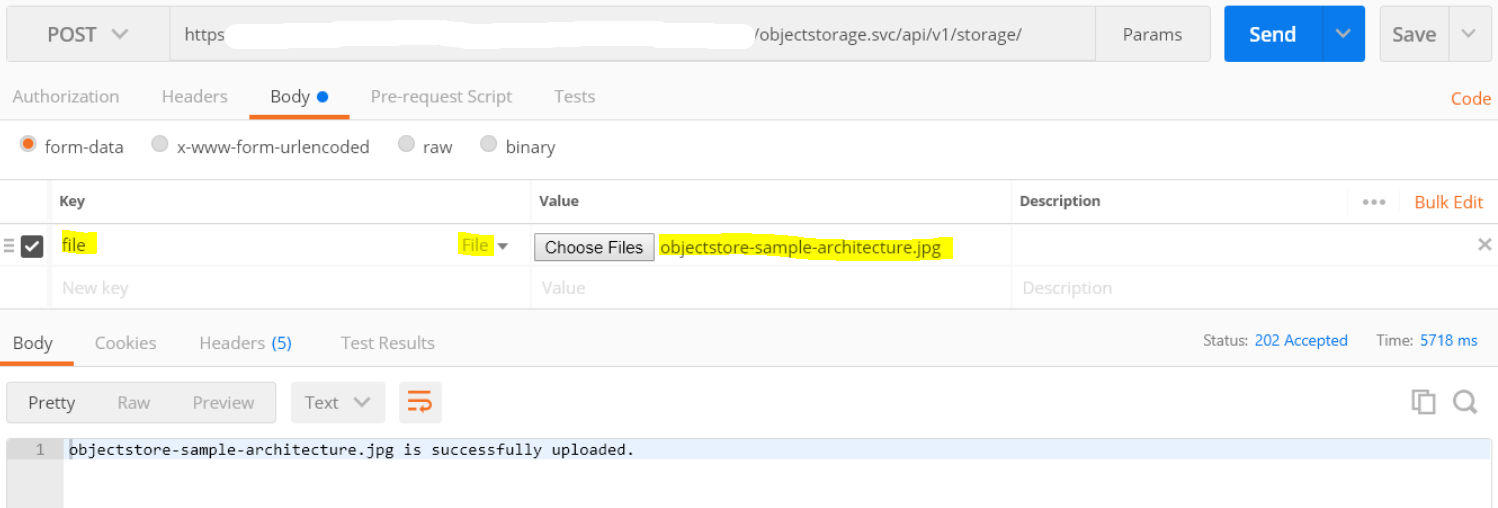 POST https /objectstorage.svc/api/v1/storage/ Params Send Save
Authorization Headers Body Pre-request Script Tests Code
form-data x-www-form-urlencoded raw binary
Key Value Description ••• Bulk Edit
file File Choose Files objectstore-sample-architecture.jpg
New key Value Description
Body Cookies Headers (5) Test Results Status: 202 Accepted Time: 5718 ms
Pretty Raw Preview Text
1 objectstore-sample-architecture.jpg is successfully uploaded.